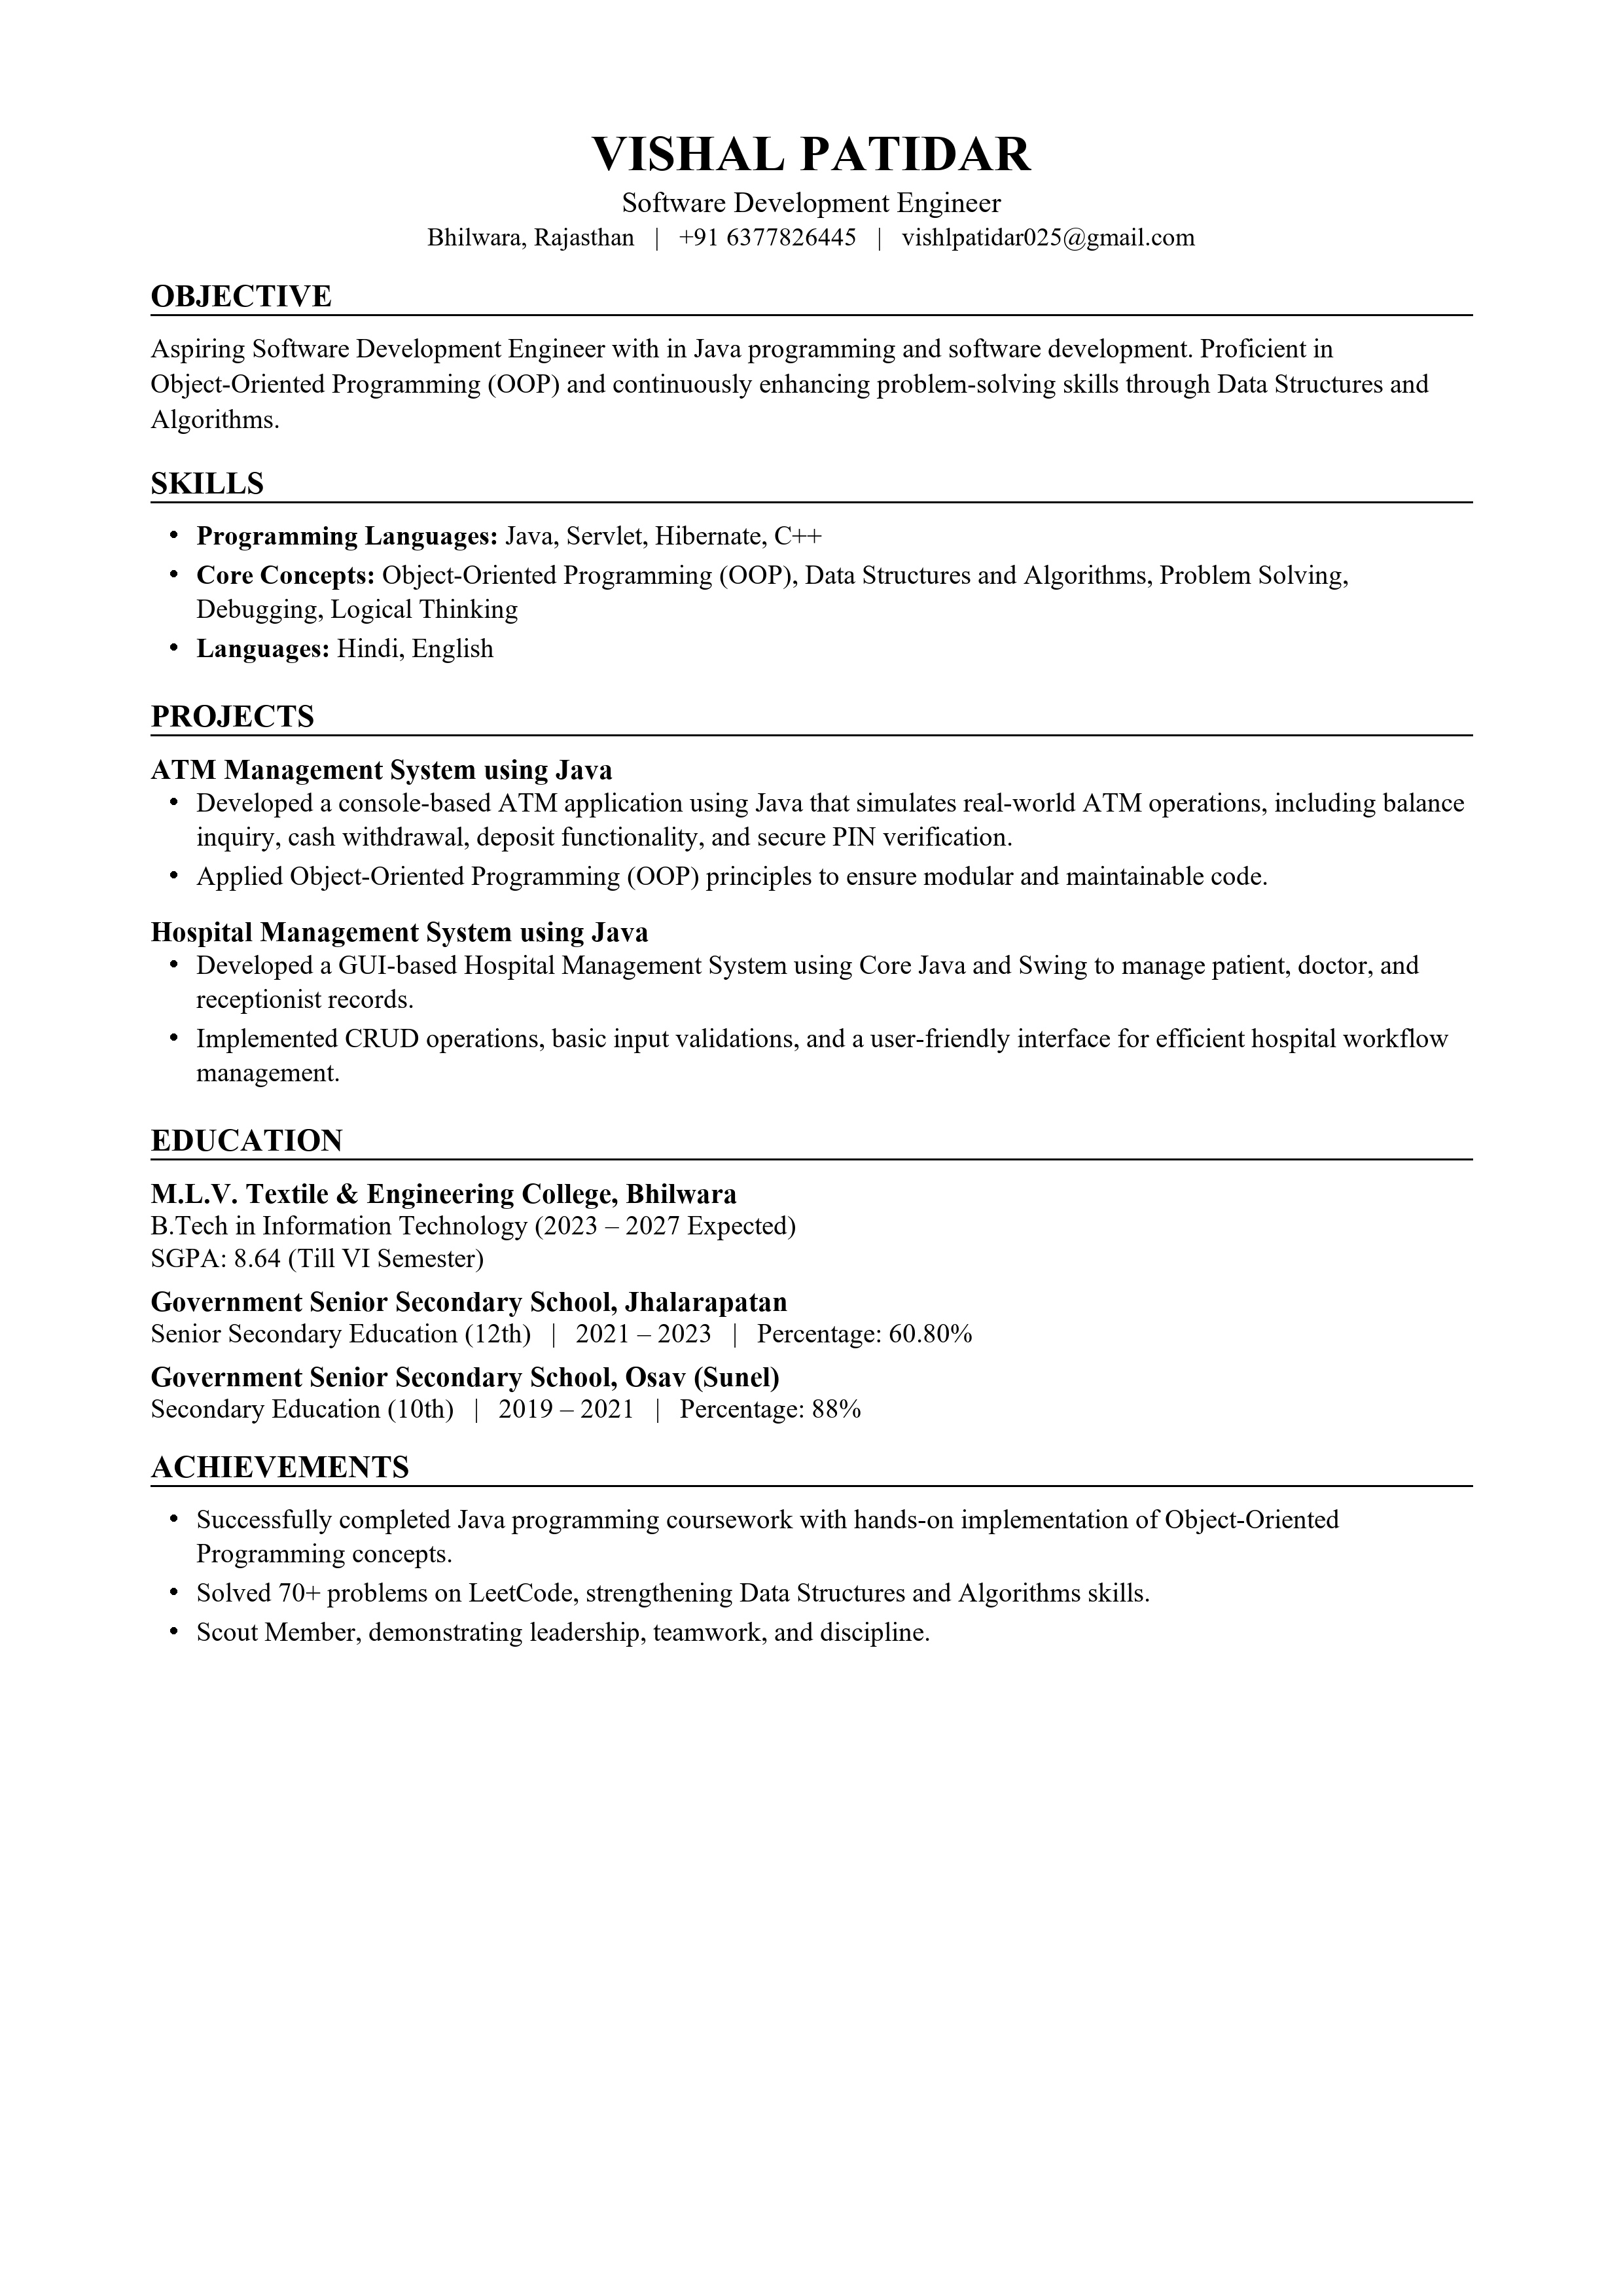 VISHAL PATIDAR
Software Development Engineer
Bhilwara, Rajasthan | +91 6377826445 | vishlpatidar025@gmail.com
OBJECTIVE
Aspiring Software Development Engineer with in Java programming and software development. Proficient in
Object-Oriented Programming (OOP) and continuously enhancing problem-solving skills through Data Structures and
Algorithms.
SKILLS
• Programming Languages: Java, Servlet, Hibernate, C++
• Core Concepts: Object-Oriented Programming (OOP), Data Structures and Algorithms, Problem Solving,
Debugging, Logical Thinking
• Languages: Hindi, English
PROJECTS
ATM Management System using Java
• Developed a console-based ATM application using Java that simulates real-world ATM operations, including balance
inquiry, cash withdrawal, deposit functionality, and secure PIN verification.
• Applied Object-Oriented Programming (OOP) principles to ensure modular and maintainable code.
Hospital Management System using Java
• Developed a GUI-based Hospital Management System using Core Java and Swing to manage patient, doctor, and
receptionist records.
• Implemented CRUD operations, basic input validations, and a user-friendly interface for efficient hospital workflow
management.
EDUCATION
M.L.V. Textile & Engineering College, Bhilwara
B.Tech in Information Technology (2023 – 2027 Expected)
SGPA: 8.64 (Till VI Semester)
Government Senior Secondary School, Jhalarapatan
Senior Secondary Education (12th) | 2021 – 2023 | Percentage: 60.80%
Government Senior Secondary School, Osav (Sunel)
Secondary Education (10th) | 2019 – 2021 | Percentage: 88%
ACHIEVEMENTS
• Successfully completed Java programming coursework with hands-on implementation of Object-Oriented
Programming concepts.
• Solved 70+ problems on LeetCode, strengthening Data Structures and Algorithms skills.
• Scout Member, demonstrating leadership, teamwork, and discipline.